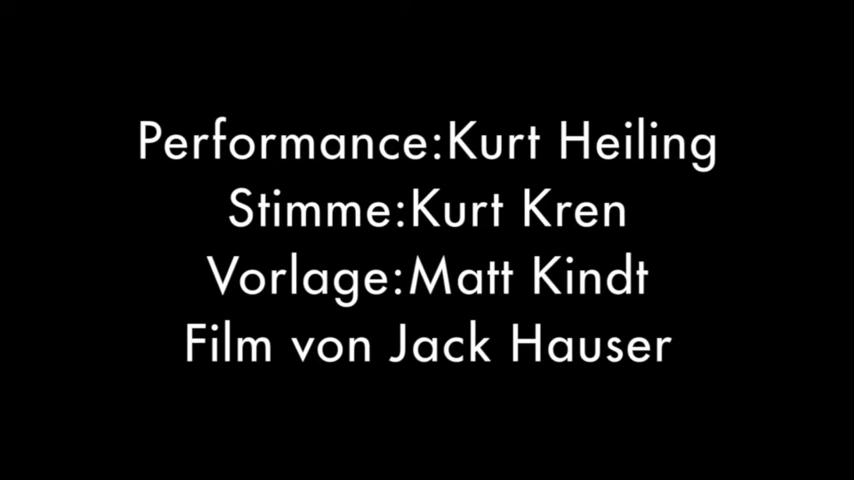 Performance:Kurt Heiling
Stimme:Kurt Kren
Vorlage:Matt Kindt
Film von Jack Hauser